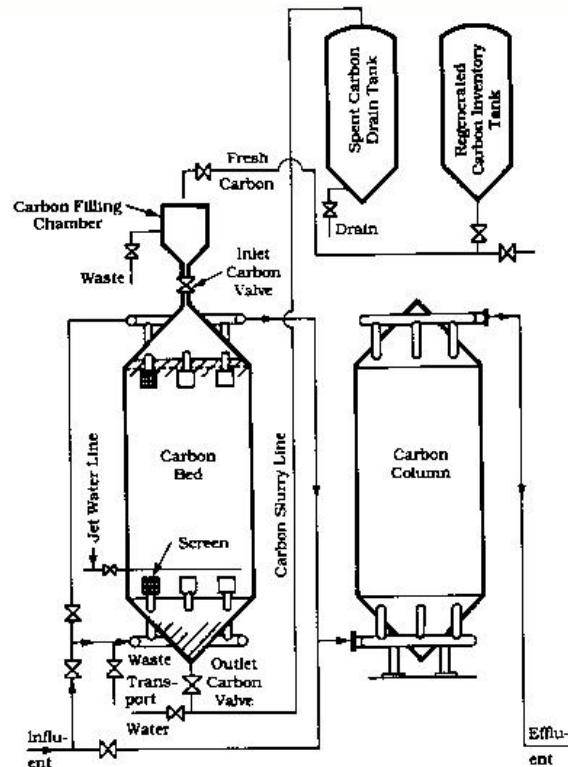 Spent Carbon
Drain Tank
Regenerated
Carbon Inventory
Tank
Fresh
Carbon
Carbon Filling
Chamber
Drain
Waste
Inlet
Carbon
Valve
Jet Water Line
Carbon
Bed
Carbon Slurry Line
Carbon
Column
Screen
Waste
Trans-
port
Outlet
Carbon
Valve
Water
Influ-
ent
Efflu-
ent